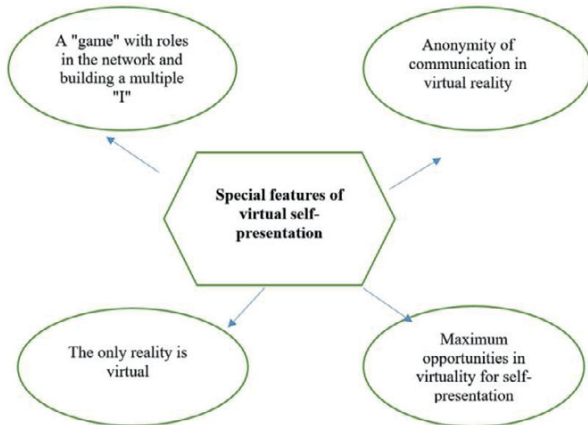 A "game" with roles
in the network and
building a multiple
"I"
Anonymity of
communication in
virtual reality
Special features of
virtual self-
presentation
The only reality is
virtual
Maximum
opportunities in
virtuality for self-
presentation